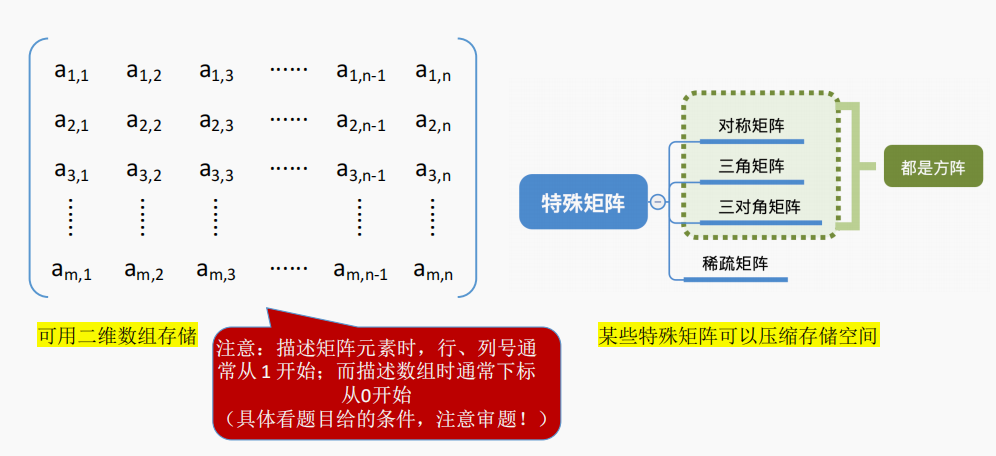 a1,1 a1,2 a1,3 …… a1,n-1 a1,n
a2,1 a2,2 a2,3 …… a2,n-1 a2,n
a3,1 a3,2 a3,3 …… a3,n-1 a3,n
⋮ ⋮ ⋮ ⋮ ⋮
am,1 am,2 am,3 …… am,n-1 am,n
可用二维数组存储
注意：描述矩阵元素时，行、列号通
常从1开始；而描述数组时通常下标
从0开始
（具体看题目给的条件，注意审题！）
特殊矩阵
对称矩阵
三角矩阵
三对角矩阵
稀疏矩阵
都是方阵
某些特殊矩阵可以压缩存储空间